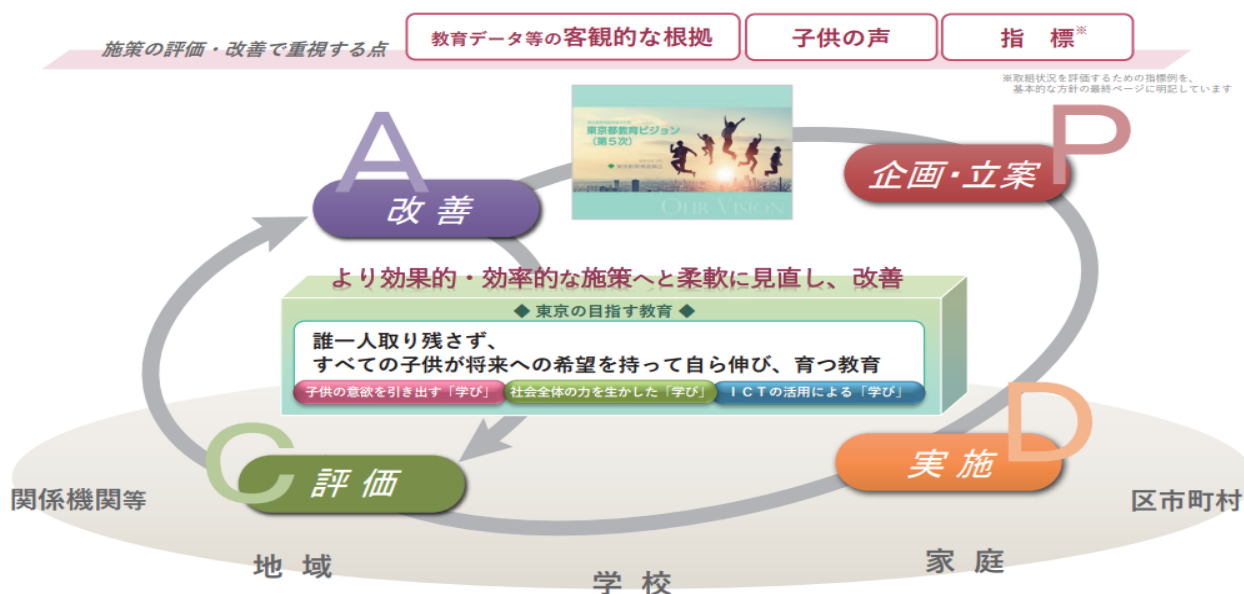 施策の評価・改善で重視する点
教育データ等の客観的な根拠
子供の声
指 標※
※取組状況を評価するための指標例を、
基本的な方針の最終ページに明記しています
A
改 善
東京都教育ビジョン
（第5次）
OUR VISION
P
企画・立案
より効果的・効率的な施策へと柔軟に見直し、改善
◆ 東京の目指す教育 ◆
誰一人取り残さず、
すべての子供が将来への希望を持って自ら伸び、育つ教育
子供の意欲を引き出す「学び」
社会全体の力を生かした「学び」
ＩＣＴの活用による「学び」
C
評 価
D
実 施
関係機関等
区市町村
地 域
家 庭
学 校